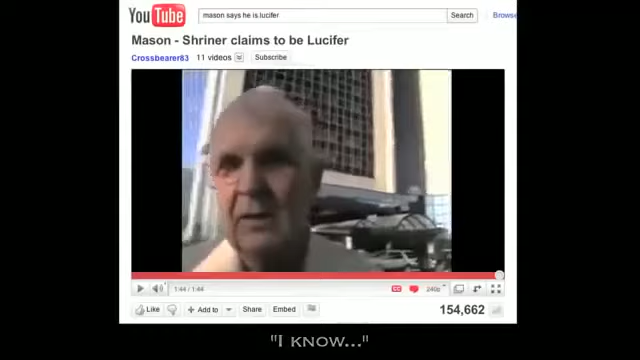 YouTube
mason says he is.lucifer
Search
Browse
Mason - Shriner claims to be Lucifer
Crossbearer83
11 videos
Subscribe
1:44 / 1:44
CC
240p
Like
+ Add to
Share
Embed
154,662
"I KNOW..."